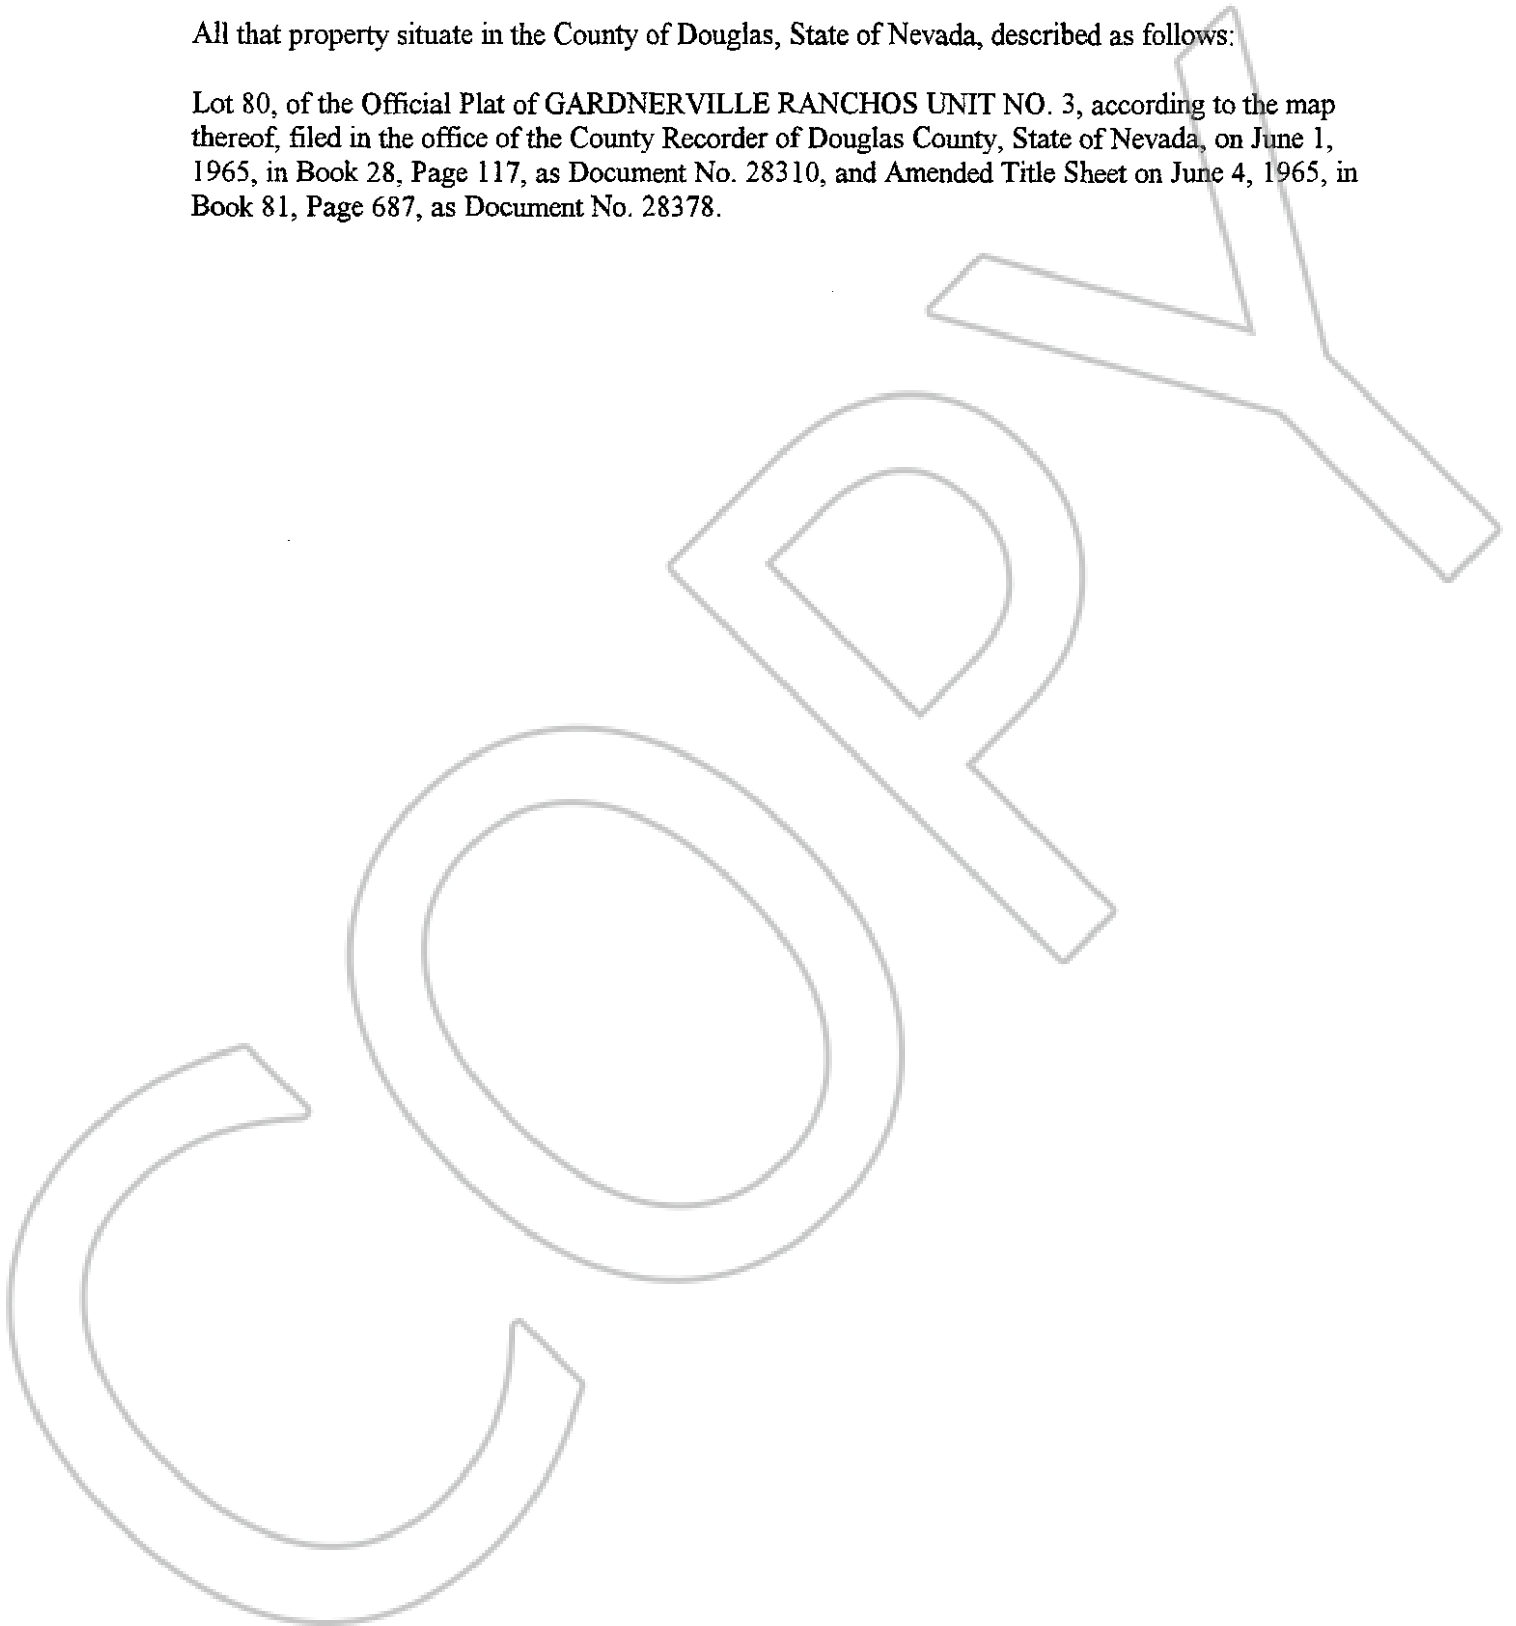 All that property situate in the County of Douglas, State of Nevada, described as follows:
Lot 80, of the Official Plat of GARDNERVILLE RANCHOS UNIT NO. 3, according to the map
thereof, filed in the office of the County Recorder of Douglas County, State of Nevada, on June 1,
1965, in Book 28, Page 117, as Document No. 28310, and Amended Title Sheet on June 4, 1965, in
Book 81, Page 687, as Document No. 28378.
COPY